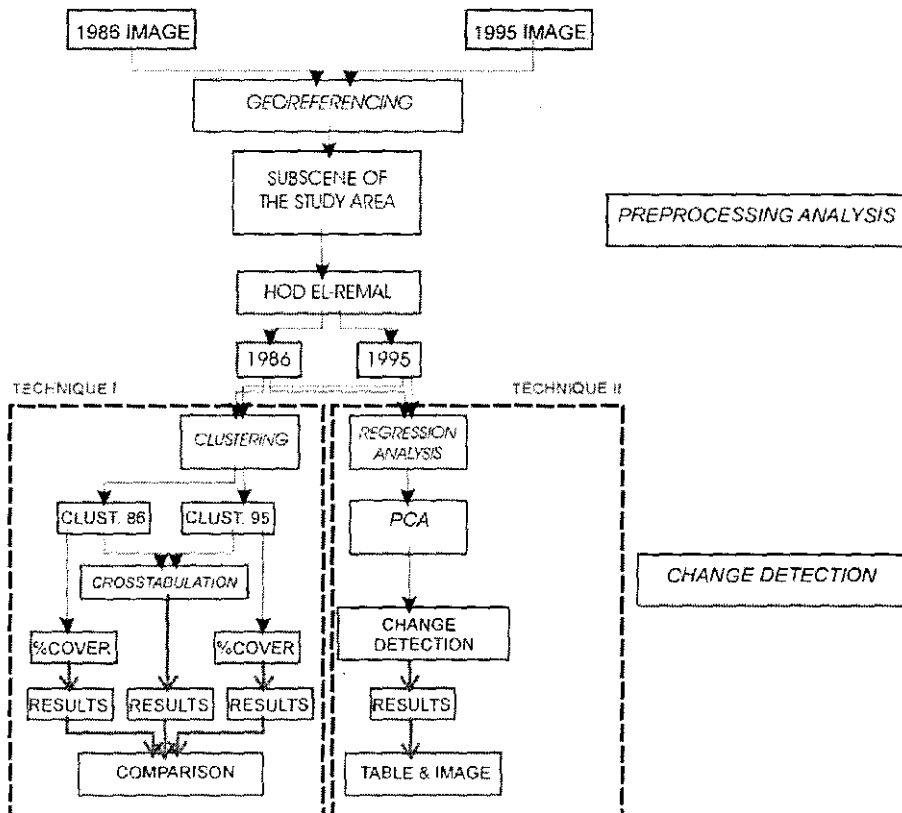 1986 IMAGE
1995 IMAGE
GEOREFERENCING
SUBSCENE OF
THE STUDY AREA
PREPROCESSING ANALYSIS
HOD EL-REMAL
1986
1995
TECHNIQUE I
TECHNIQUE II
CLUSTERING
REGRESSION
ANALYSIS
CLUST. 86
CLUST. 95
PCA
CROSSTABULATION
CHANGE DETECTION
%COVER
%COVER
CHANGE
DETECTION
RESULTS
RESULTS
RESULTS
RESULTS
COMPARISON
TABLE & IMAGE